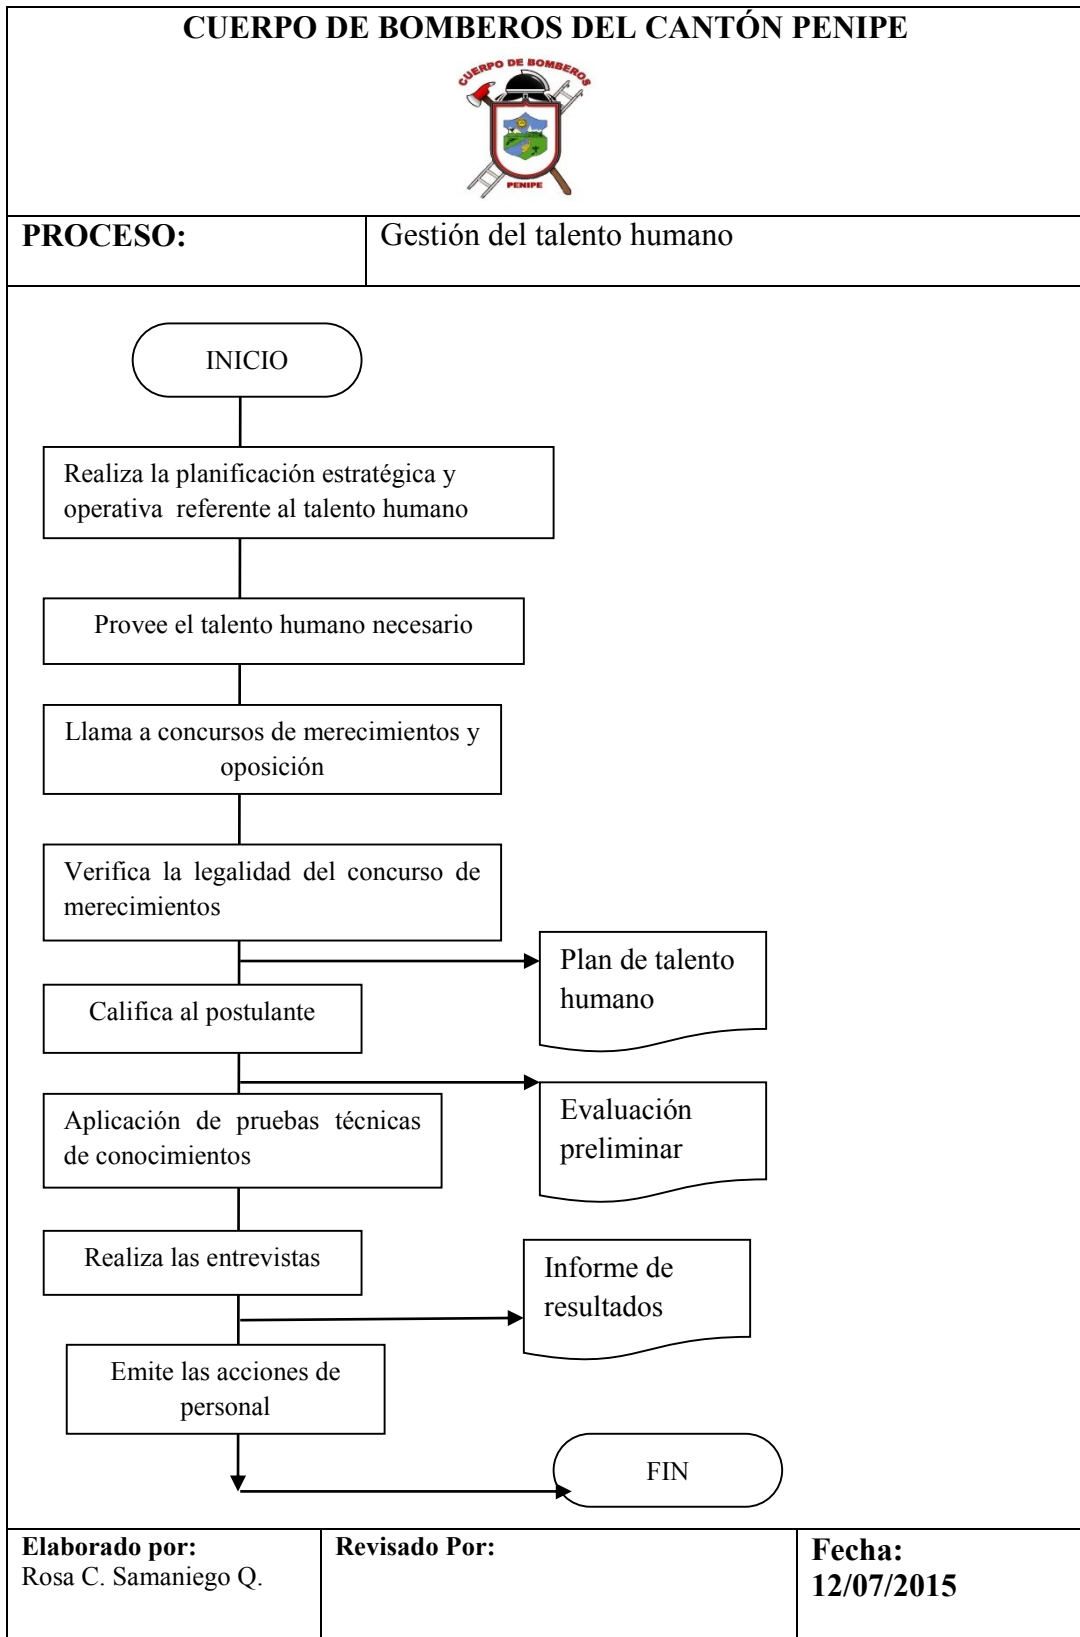 CUERPO DE BOMBEROS DEL CANTÓN PENIPE
CUERPO DE BOMBEROS
PENIPE
PROCESO:
Gestión del talento humano
INICIO
Realiza la planificación estratégica y
operativa referente al talento humano
Provee el talento humano necesario
Llama a concursos de merecimientos y
oposición
Verifica la legalidad del concurso de
merecimientos
Plan de talento
humano
Califica al postulante
Evaluación
preliminar
Aplicación de pruebas técnicas
de conocimientos
Realiza las entrevistas
Informe de
resultados
Emite las acciones de
personal
FIN
Elaborado por:
Rosa C. Samaniego Q.
Revisado Por:
Fecha:
12/07/2015